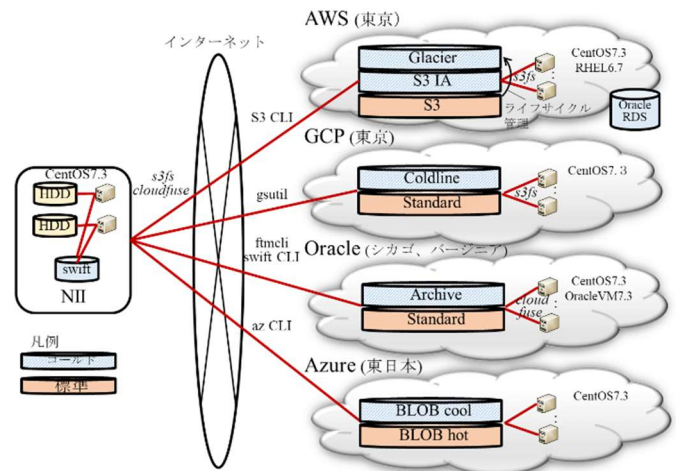 AWS (東京)
インターネット
Glacier
S3 IA
S3
s3fs
CentOS7.3
RHEL6.7
ライフサイクル
管理
Oracle
RDS
S3 CLI
GCP (東京)
CentOS7.3
HDD
HDD
swift
NII
s3fs
cloudfuse
gsutil
Coldline
Standard
s3fs
CentOS7.3
ftmcli
swift CLI
Oracle (シカゴ、バージニア)
Archive
Standard
cloud
fuse
CentOS7.3
OracleVM7.3
az CLI
Azure (東日本)
BLOB cool
BLOB hot
CentOS7.3
凡例
コールド
標準